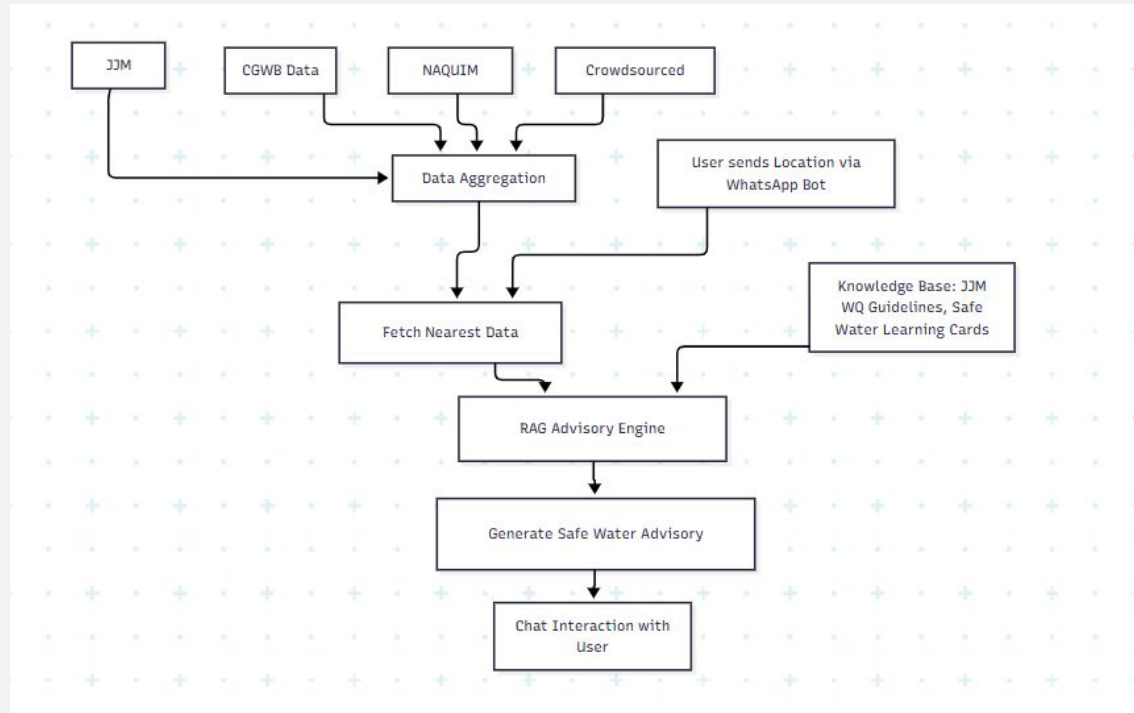 JJM
CGWB Data
NAQUIM
Crowdsourced
Data Aggregation
User sends Location via
WhatsApp Bot
Knowledge Base: JJM
WQ Guidelines, Safe
Water Learning Cards
Fetch Nearest Data
RAG Advisory Engine
Generate Safe Water Advisory
Chat Interaction with
User